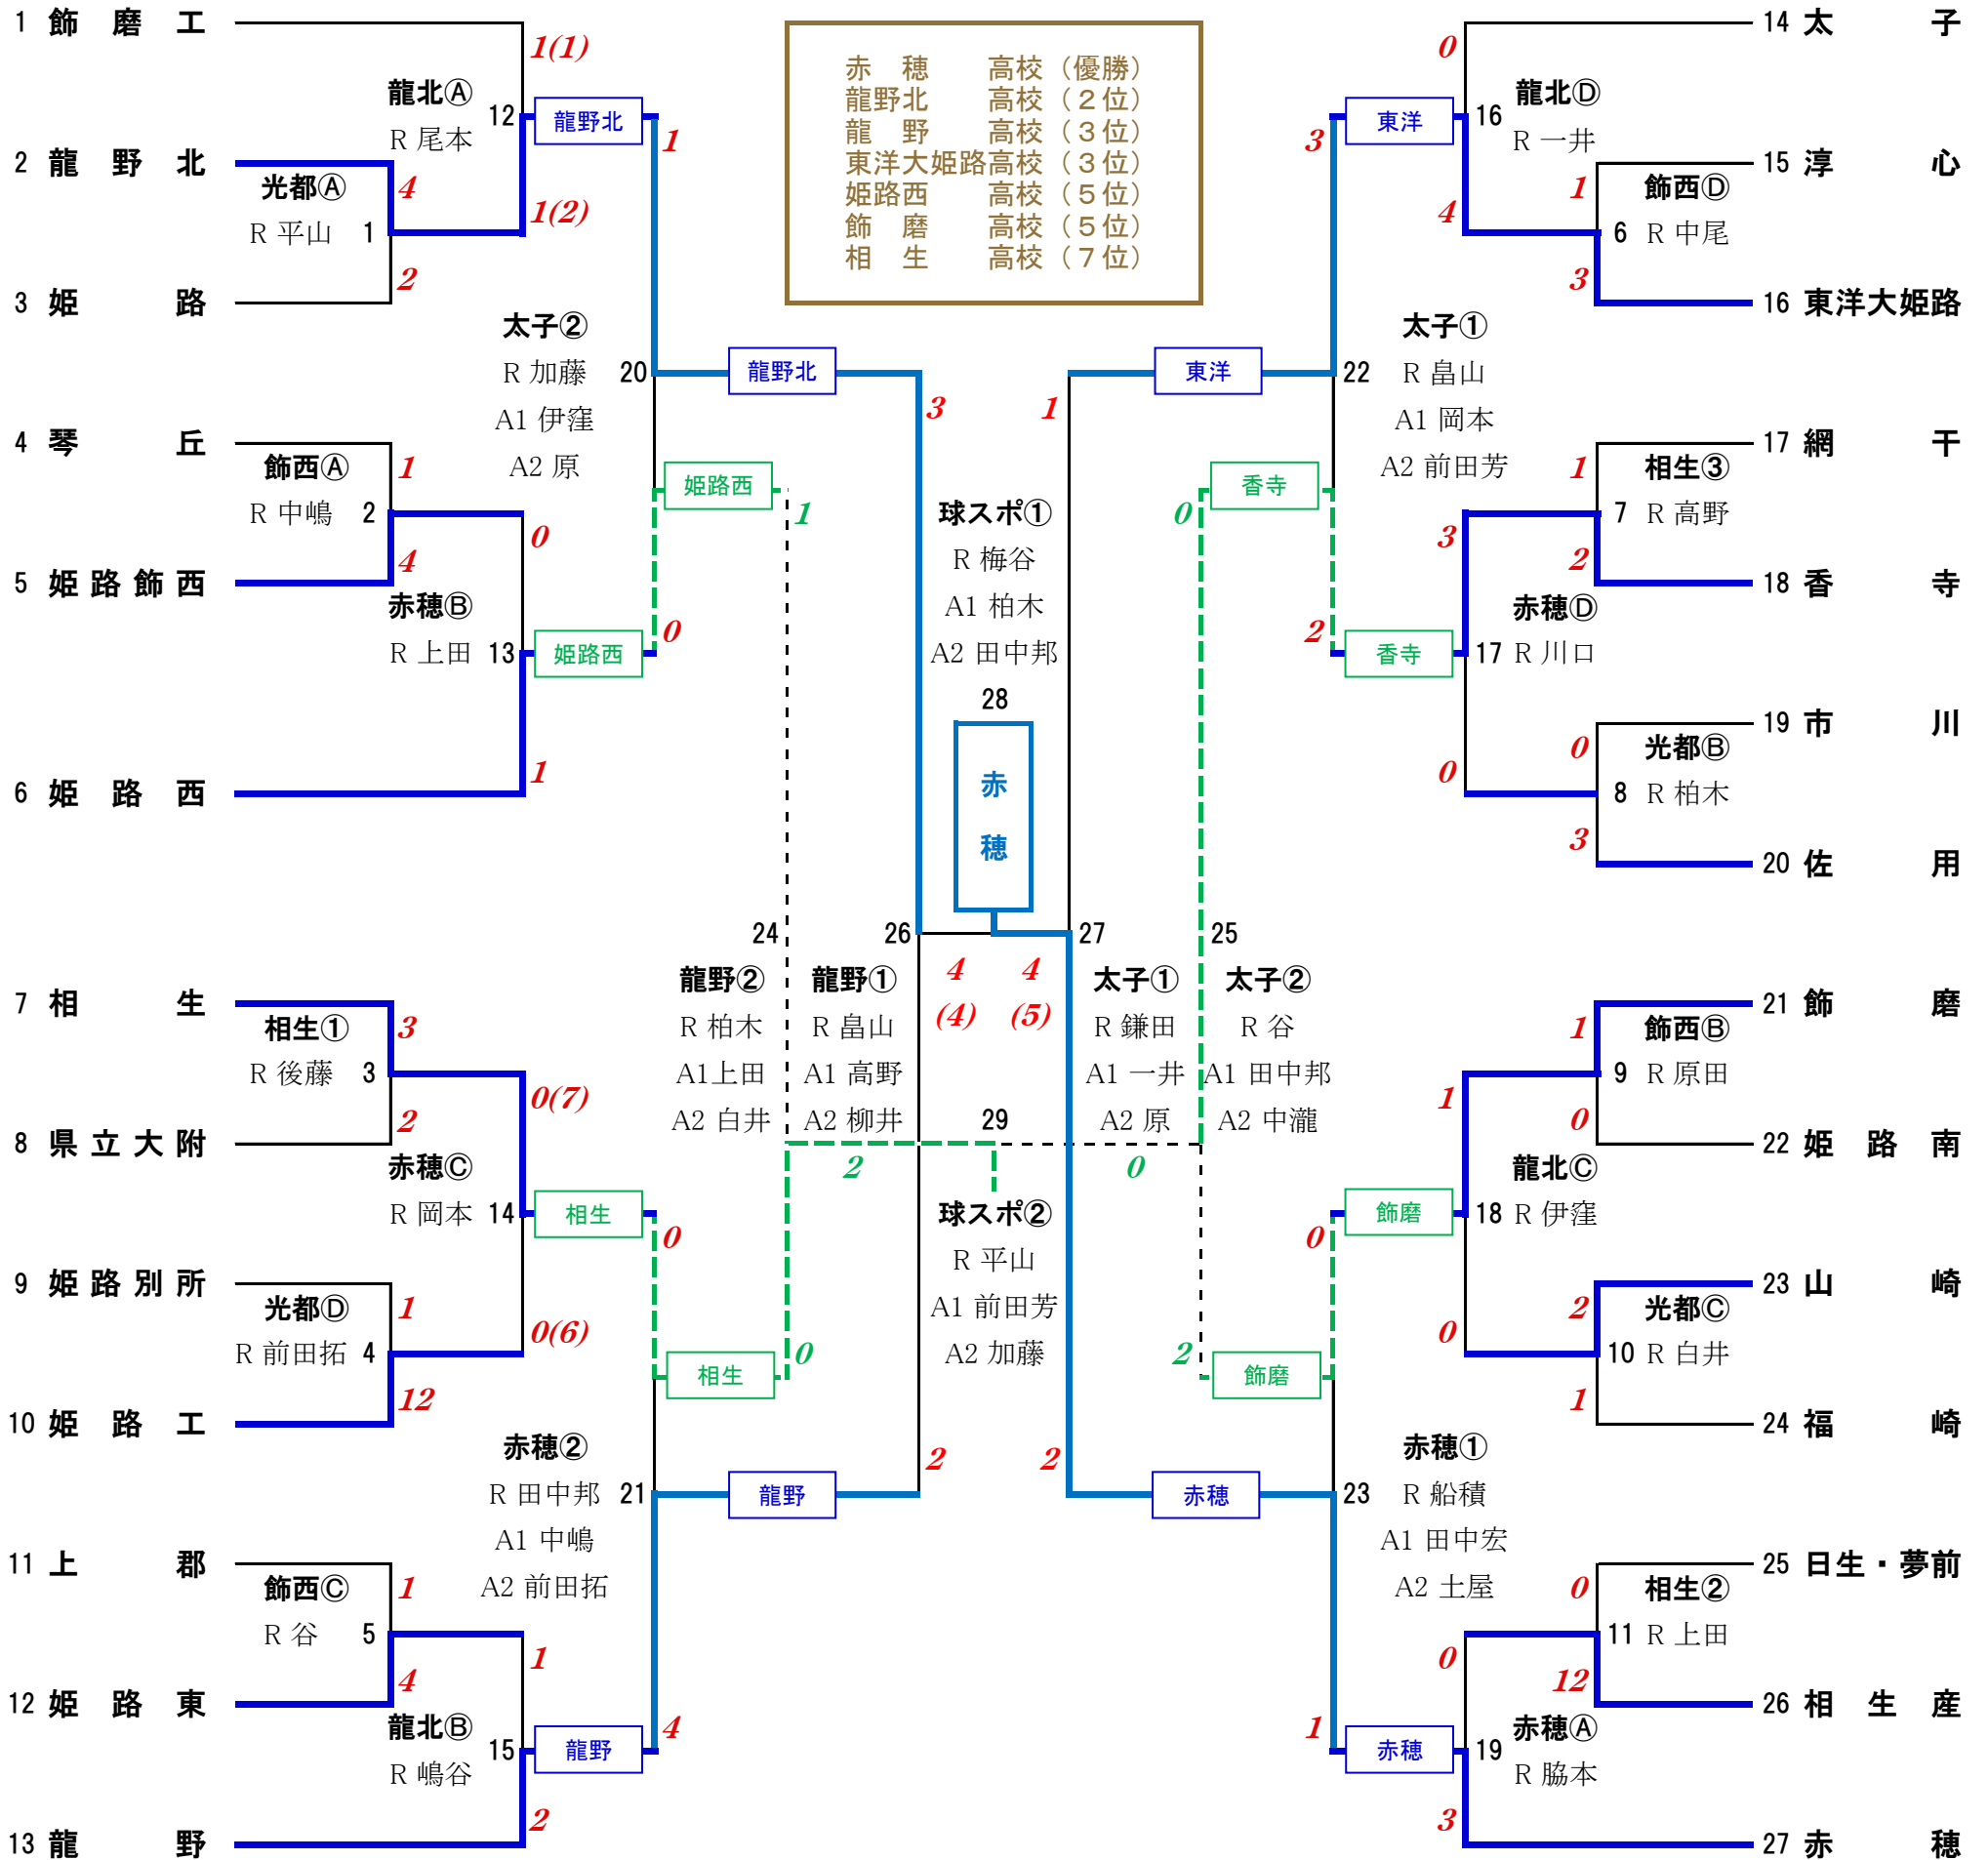 赤　穂　　高校（優勝）
龍野北　　高校（２位）
龍　野　　高校（３位）
東洋大姫路高校（３位）
姫路西　　高校（５位）
飾　磨　　高校（５位）
相　生　　高校（７位）
1 飾磨工
1(1)
龍北Ⓐ
R 尾本 12
龍野北
1
2 龍野北
光都Ⓐ 4
R 平山 1
1(2)
2
3 姫路
太子②
R 加藤 20
A1 伊窪
A2 原
龍野北
3
4 琴丘
飾西Ⓐ 1
R 中嶋 2
4
0
姫路西
1
5 姫路飾西
赤穂Ⓑ
R 上田 13
姫路西
0
6 姫路西
1
7 相生
相生① 3
R 後藤 3
2
0(7)
8 県立大附
赤穂Ⓒ
R 岡本 14
相生
0
9 姫路別所
光都Ⓓ 1
R 前田拓 4
12
0(6)
相生
0
10 姫路工
赤穂②
R 田中邦 21
A1 中嶋
A2 前田拓
龍野
2
11 上郡
飾西Ⓒ 1
R 谷 5
4
1
12 姫路東
龍北Ⓑ
R 嶋谷 15
龍野
4
13 龍野
2
24
龍野②
R 柏木
A1上田
A2 白井
26
龍野①
R 畠山
A1 高野
A2 柳井
球スポ①
R 梅谷
A1 柏木
A2 田中邦
28
赤穂
4 4
(4) (5)
29
2 0
球スポ②
R 平山
A1 前田芳
A2 加藤
27
太子①
R 鎌田
A1 一井
A2 原
25
太子②
R 谷
A1 田中邦
A2 中瀧
14 太子
0
龍北Ⓓ
16 R 一井
東洋
3
15 淳心
1 飾西Ⓓ
6 R 中尾
3
4
16 東洋大姫路
太子①
22 R 畠山
A1 岡本
A2 前田芳
東洋
1
17 網干
1 相生③
7 R 高野
2
3
香寺
0
18 香寺
赤穂Ⓓ
17 R 川口
香寺
2
19 市川
0 光都Ⓑ
8 R 柏木
3
0
20 佐用
21 飾磨
1 飾西Ⓑ
9 R 原田
0
1
22 姫路南
龍北Ⓒ
18 R 伊窪
飾磨
0
23 山崎
2 光都Ⓒ
10 R 白井
1
0
飾磨
2
24 福崎
赤穂①
23 R 船積
A1 田中宏
A2 土屋
赤穂
2
25 日生・夢前
0 相生②
11 R 上田
12
0
26 相生産
赤穂Ⓐ
19 R 脇本
赤穂
1
3
27 赤穂